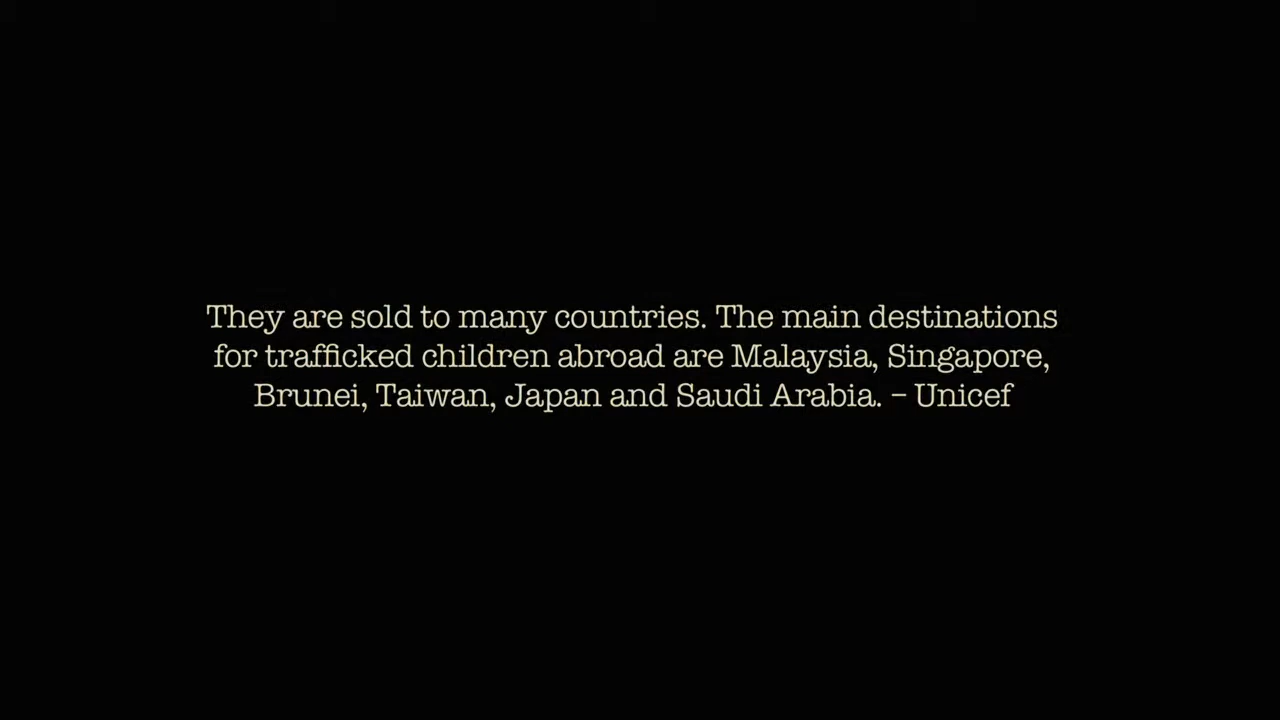 They are sold to many countries. The main destinations
for trafficked children abroad are Malaysia, Singapore,
Brunei, Taiwan, Japan and Saudi Arabia. – Unicef